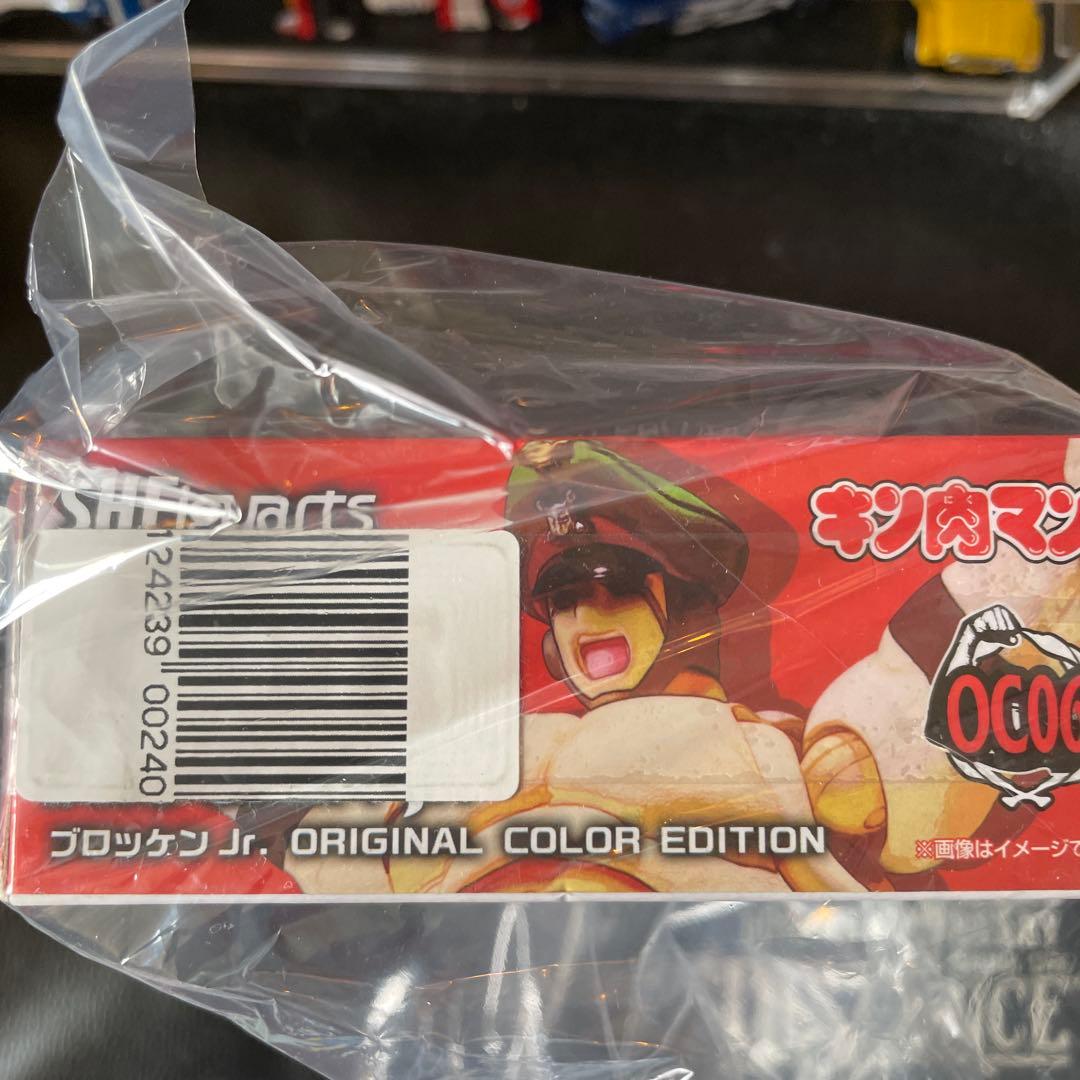 SHFiguarts
キン肉マン
124239 00240
OCOG
ブロッケン Jr. ORIGINAL COLOR EDITION
※画像はイメージで
CE